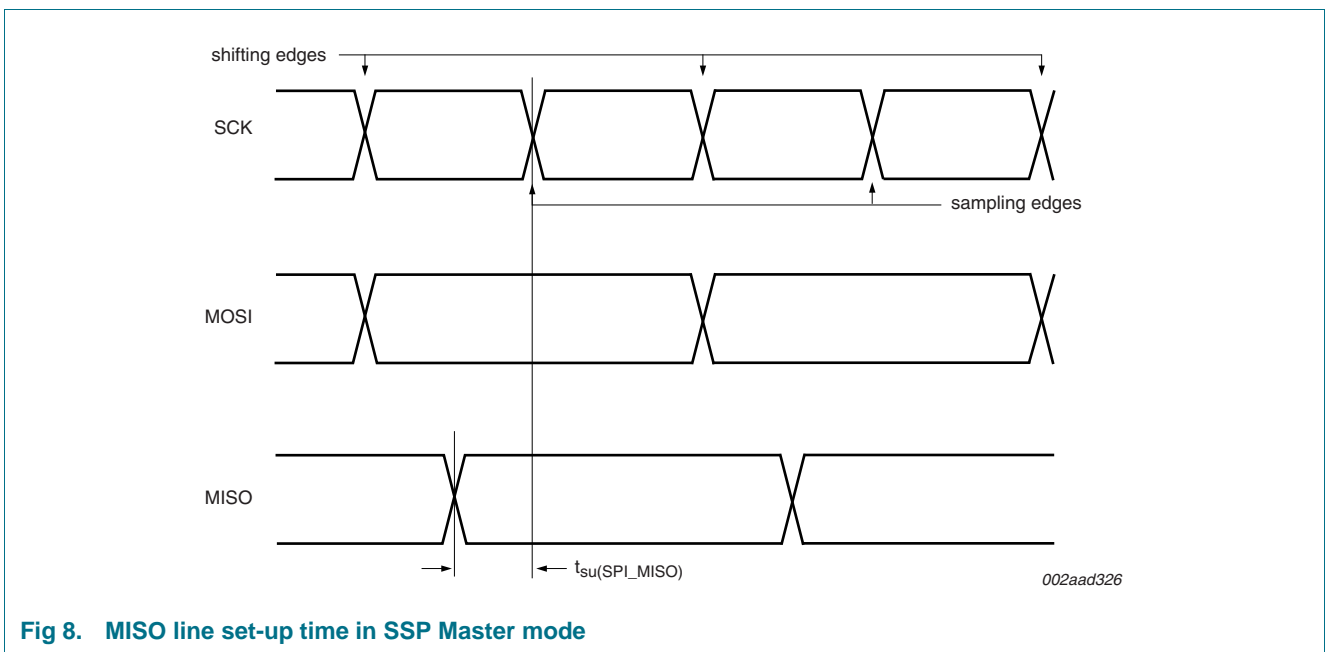 shifting edges
SCK
sampling edges
MOSI
MISO
tsu(SPI_MISO)
002aad326
Fig 8. MISO line set-up time in SSP Master mode